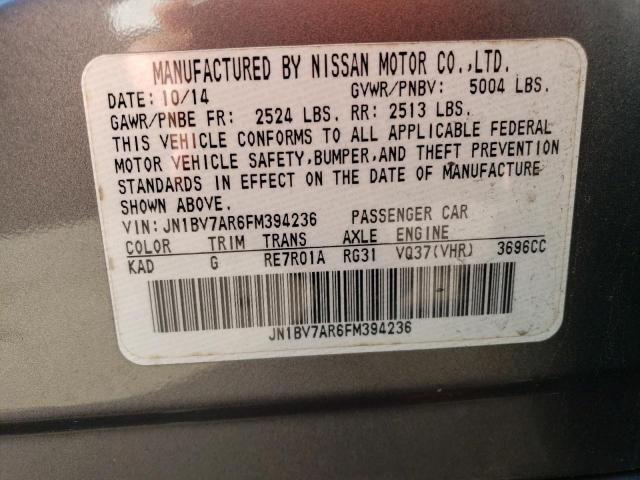 MANUFACTURED BY NISSAN MOTOR CO.,LTD.
DATE: 10/14 GVWR/PNBV: 5004 LBS.
GAWR/PNBE FR: 2524 LBS. RR: 2513 LBS.
THIS VEHICLE CONFORMS TO ALL APPLICABLE FEDERAL
MOTOR VEHICLE SAFETY,BUMPER,AND THEFT PREVENTION
STANDARDS IN EFFECT ON THE DATE OF MANUFACTURE
SHOWN ABOVE.
VIN: JN1BV7AR6FM394236 PASSENGER CAR
COLOR TRIM TRANS AXLE ENGINE
KAD G RE7R01A RG31 VQ37(VHR) 3696CC
JN1BV7AR6FM394236